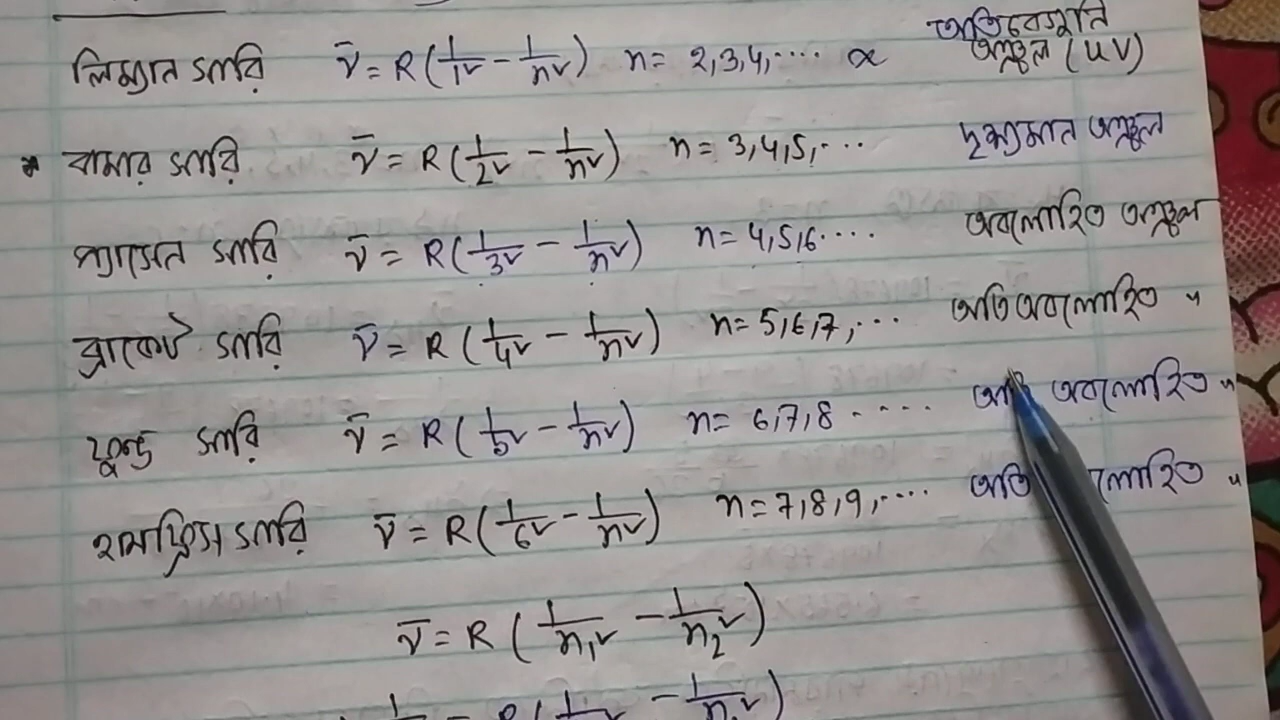 লিম্যান সারি ν̄ = R(1/1² − 1/n²) n = 2,3,4,.... ∝ অতিবেগুনি অঞ্চল (UV)
* বামার সারি ν̄ = R(1/2² − 1/n²) n = 3,4,5,... দৃশ্যমান অঞ্চল
প্যাসেন সারি ν̄ = R(1/3² − 1/n²) n = 4,5,6.... অবলোহিত অঞ্চল
ব্রাকেট সারি ν̄ = R(1/4² − 1/n²) n = 5,6,7,... অতি অবলোহিত "
ফুন্ড সারি ν̄ = R(1/5² − 1/n²) n = 6,7,8.... অবলোহিত "
হামফ্রিস সারি ν̄ = R(1/6² − 1/n²) n = 7,8,9,.... অতি "
ν̄ = R(1/n₁² − 1/n₂²)